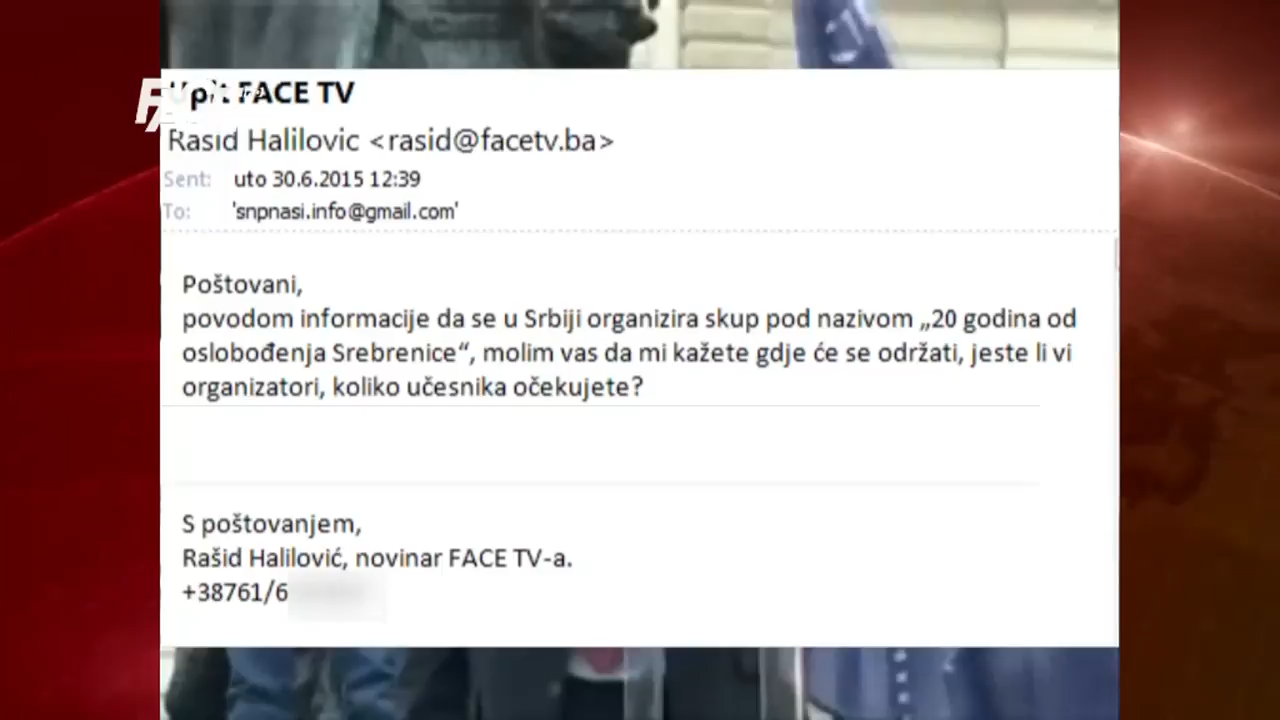 Upit FACE TV
Rasid Halilovic <rasid@facetv.ba>
Sent: uto 30.6.2015 12:39
To: 'snpnasi.info@gmail.com'
Poštovani,
povodom informacije da se u Srbiji organizira skup pod nazivom „20 godina od
oslobođenja Srebrenice“, molim vas da mi kažete gdje će se održati, jeste li vi
organizatori, koliko učesnika očekujete?
S poštovanjem,
Rašid Halilović, novinar FACE TV-a.
+38761/6